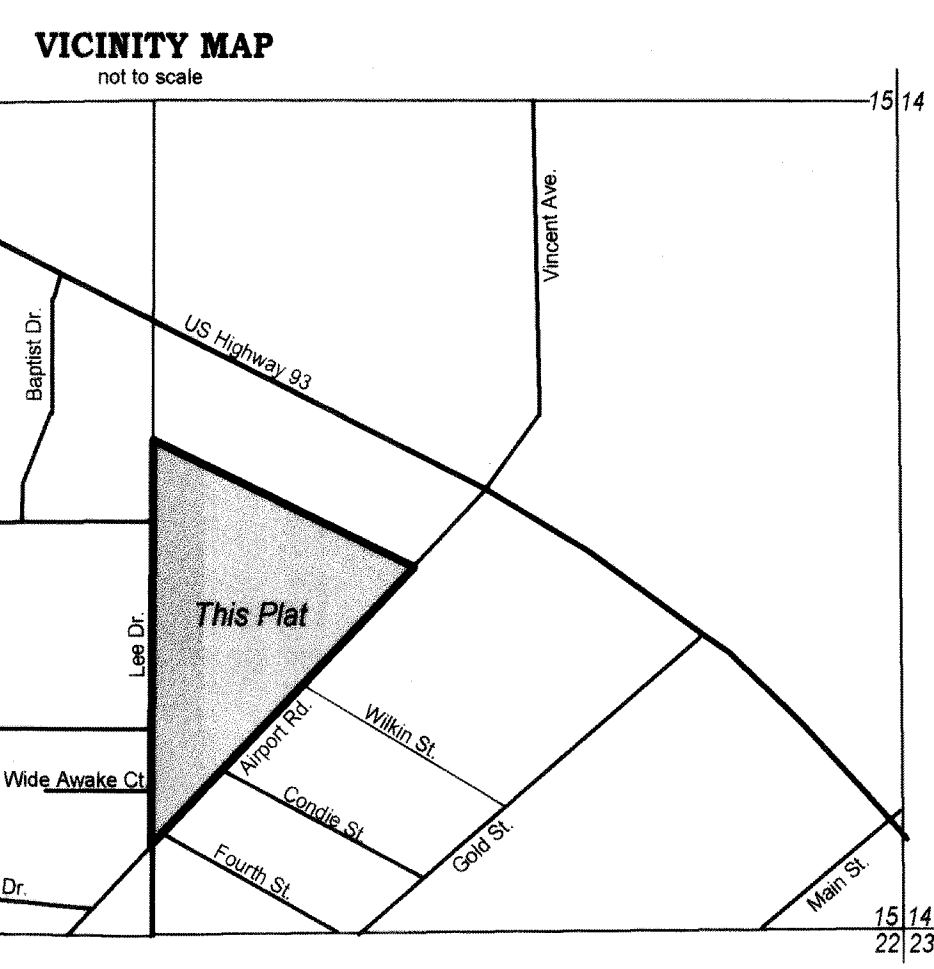 VICINITY MAP
not to scale
15 14
Vincent Ave.
US Highway 93
Baptist Dr.
This Plat
Lee Dr.
Airport Rd.
Wilkin St.
Wide Awake Ct.
Condie St.
Gold St.
Fourth St.
Main St.
Dr.
15 14
22 23